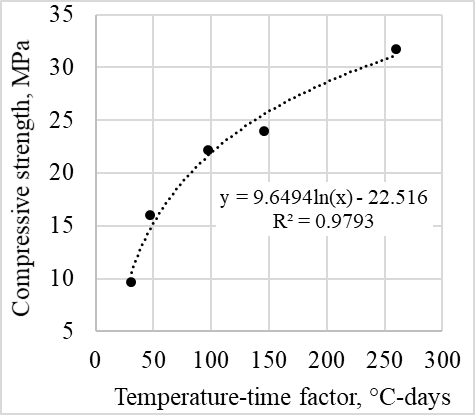 35
30
25
20
15
10
5
Compressive strength, MPa
y = 9.6494ln(x) - 22.516
R² = 0.9793
0 50 100 150 200 250 300
Temperature-time factor, °C-days